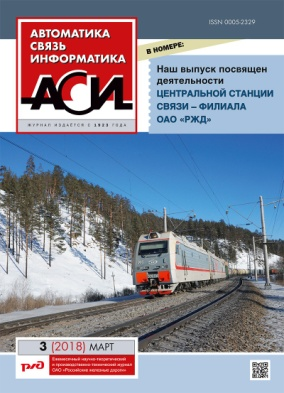 ISSN 0005-2329
АВТОМАТИКА
СВЯЗЬ
ИНФОРМАТИКА
АСИ
ЖУРНАЛ ИЗДАЁТСЯ С 1923 ГОДА
В НОМЕРЕ:
Наш выпуск посвящен
деятельности
ЦЕНТРАЛЬНОЙ СТАНЦИИ
СВЯЗИ – ФИЛИАЛА
ОАО «РЖД»
3 (2018) МАРТ
РЖД
Ежемесячный научно-теоретический
и производственно-технический журнал
ОАО «Российские железные дороги»